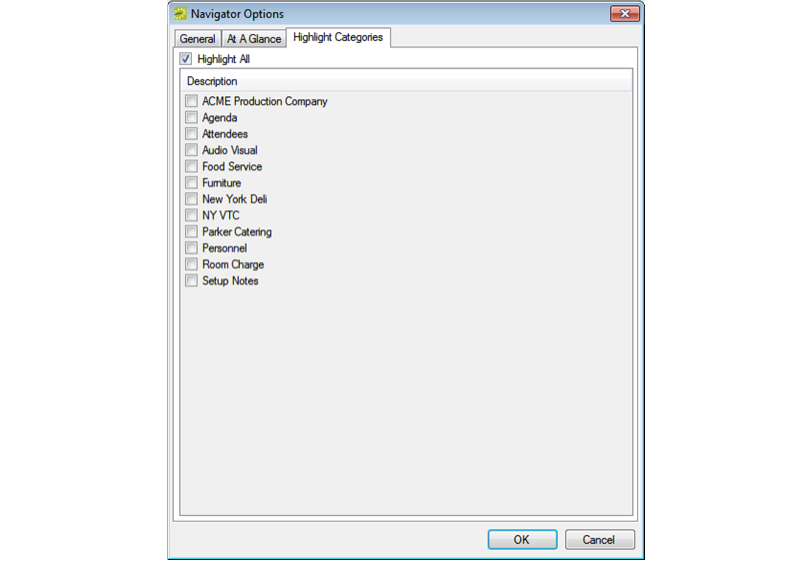 Navigator Options
General At A Glance Highlight Categories
Highlight All
Description
ACME Production Company
Agenda
Attendees
Audio Visual
Food Service
Furniture
New York Deli
NY VTC
Parker Catering
Personnel
Room Charge
Setup Notes
OK Cancel